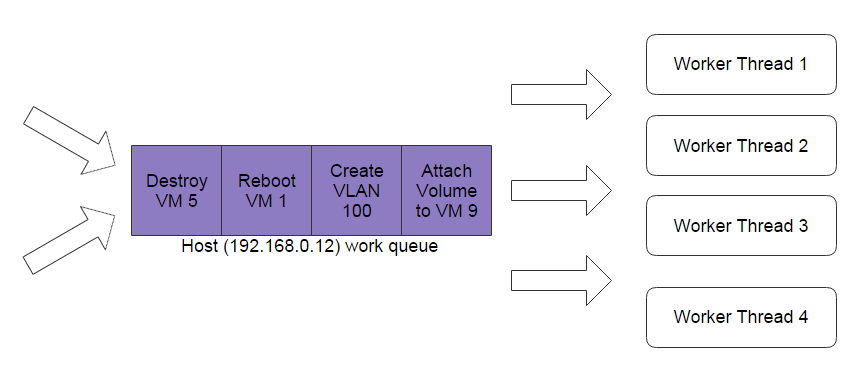 Destroy
VM 5
Reboot
VM 1
Create
VLAN
100
Attach
Volume
to VM 9
Host (192.168.0.12) work queue
Worker Thread 1
Worker Thread 2
Worker Thread 3
Worker Thread 4